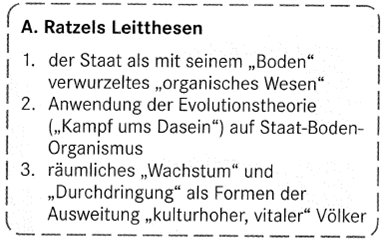 A. Ratzels Leitthesen
1. der Staat als mit seinem „Boden“
verwurzeltes „organisches Wesen“
2. Anwendung der Evolutionstheorie
(„Kampf ums Dasein“) auf Staat-Boden-
Organismus
3. räumliches „Wachstum“ und
„Durchdringung“ als Formen der
Ausweitung „kulturhoher, vitaler“ Völker